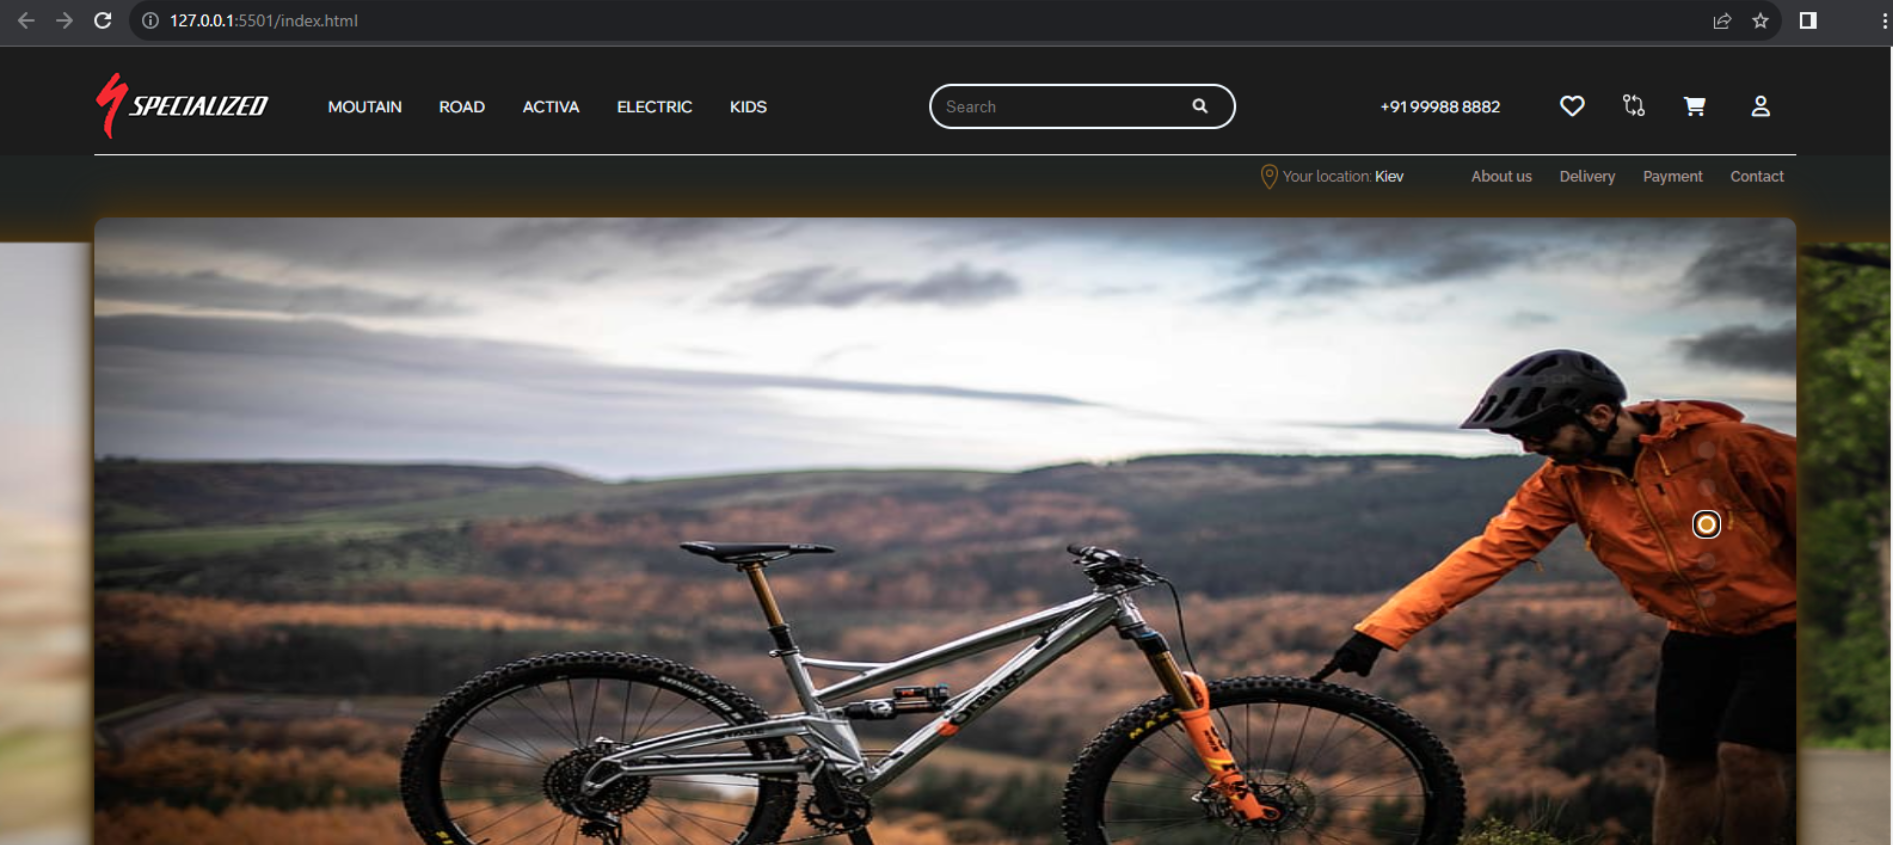 127.0.0.1:5501/index.html
SPECIALIZED MOUTAIN ROAD ACTIVA ELECTRIC KIDS Search +91 99988 8882
Your location: Kiev About us Delivery Payment Contact
Orange